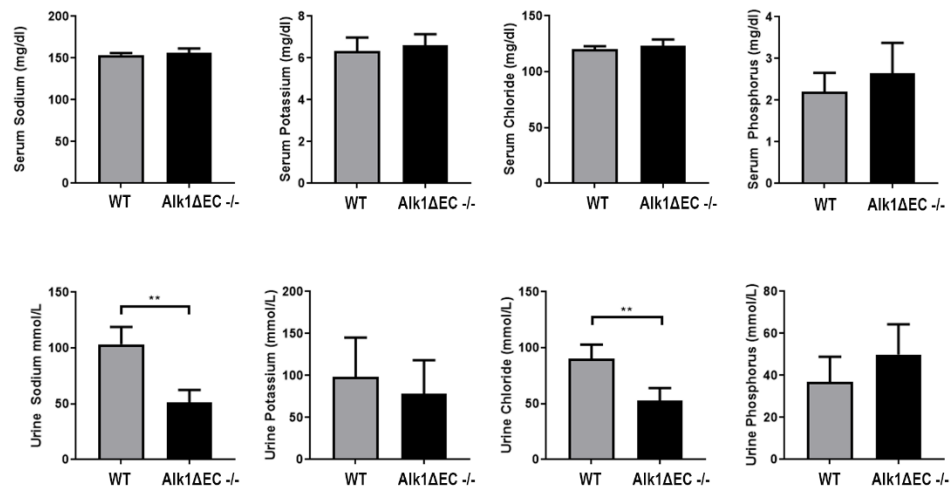 Serum Sodium (mg/dl)
200
150
100
50
0
WT
Alk1ΔEC -/-
Serum Potassium (mg/dl)
8
6
4
2
0
WT
Alk1ΔEC -/-
Serum Chloride (mg/dl)
150
100
50
0
WT
Alk1ΔEC -/-
Serum Phosphorus (mg/dl)
4
3
2
1
0
WT
Alk1ΔEC -/-
Urine Sodium mmol/L
150
100
50
0
**
WT
Alk1ΔEC -/-
Urine Potassium (mmol/L)
200
150
100
50
0
WT
Alk1ΔEC -/-
Urine Chloride (mmol/L)
150
100
50
0
**
WT
Alk1ΔEC -/-
Urine Phosphorus (mmol/L)
80
60
40
20
0
WT
Alk1ΔEC -/-